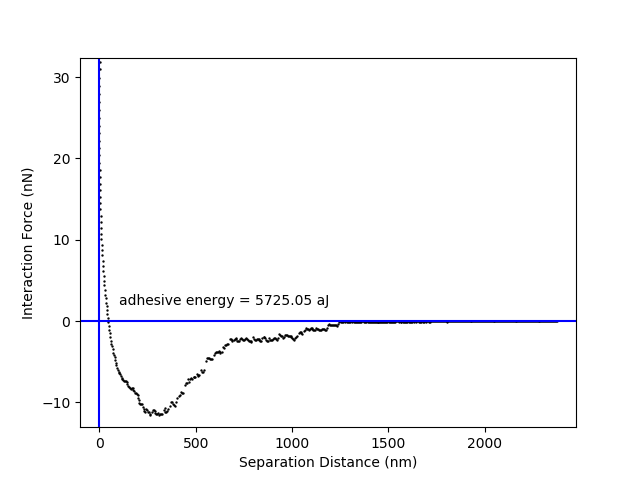 30
20
10
0
−10
Interaction Force (nN)
adhesive energy = 5725.05 aJ
0 500 1000 1500 2000
Separation Distance (nm)